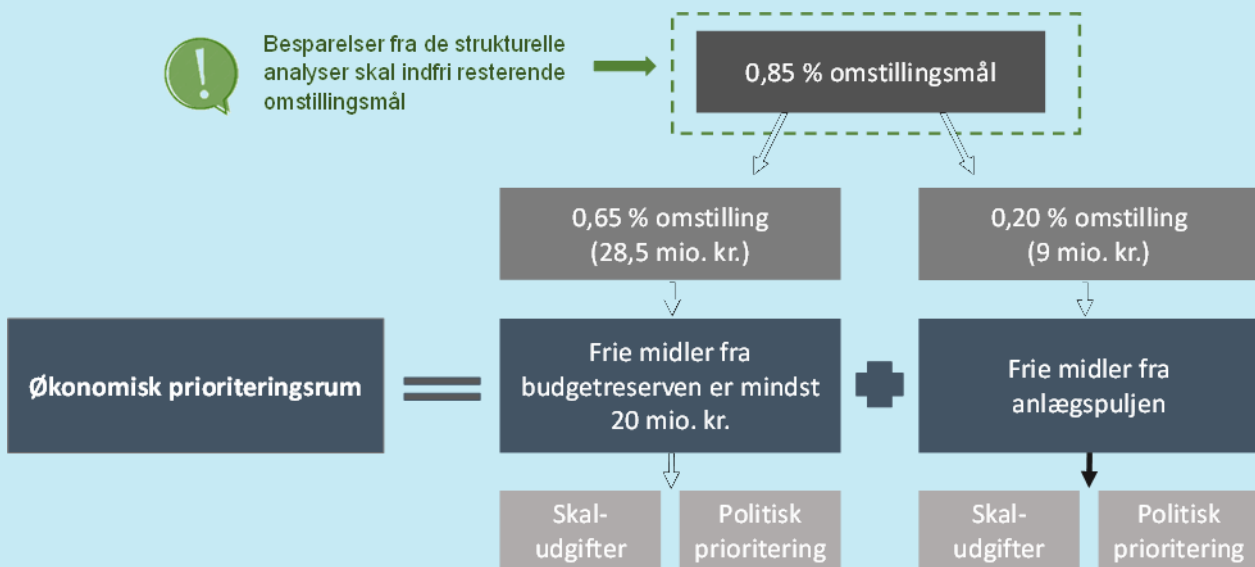 Besparelser fra de strukturelle
analyser skal indfri resterende
omstillingsmål
0,85 % omstillingsmål
0,65 % omstilling
(28,5 mio. kr.)
0,20 % omstilling
(9 mio. kr.)
Økonomisk prioriteringsrum
Frie midler fra
budgetreserven er mindst
20 mio. kr.
Frie midler fra
anlægspuljen
Skal-
udgifter
Politisk
prioritering
Skal-
udgifter
Politisk
prioritering